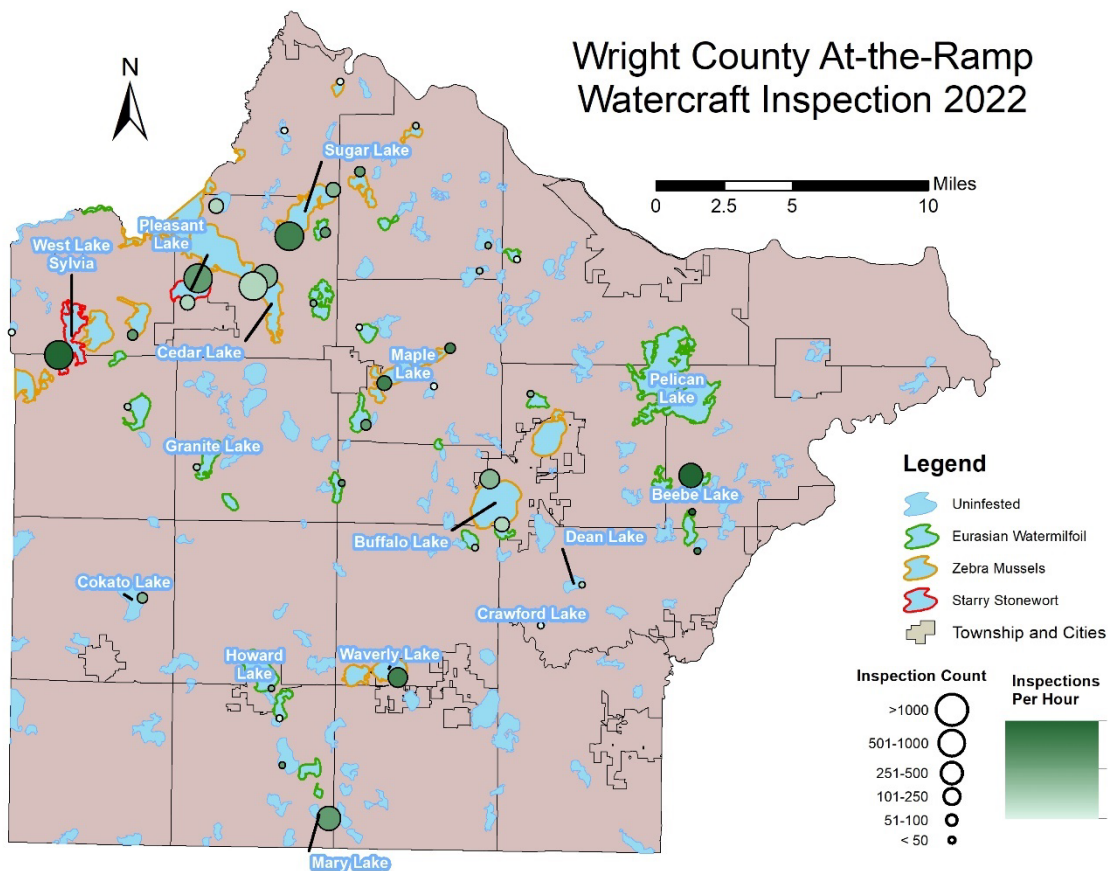 Wright County At-the-Ramp
Watercraft Inspection 2022
N
Miles
0 2.5 5 10
Sugar Lake
Pleasant
Lake
West Lake
Sylvia
Cedar Lake
Maple
Lake
Pelican
Lake
Granite Lake
Beebe Lake
Buffalo Lake
Dean Lake
Cokato Lake
Crawford Lake
Howard
Lake
Waverly Lake
Mary Lake
Legend
Uninfested
Eurasian Watermilfoil
Zebra Mussels
Starry Stonewort
Township and Cities
Inspection Count
>1000
501-1000
251-500
101-250
51-100
< 50
Inspections
Per Hour